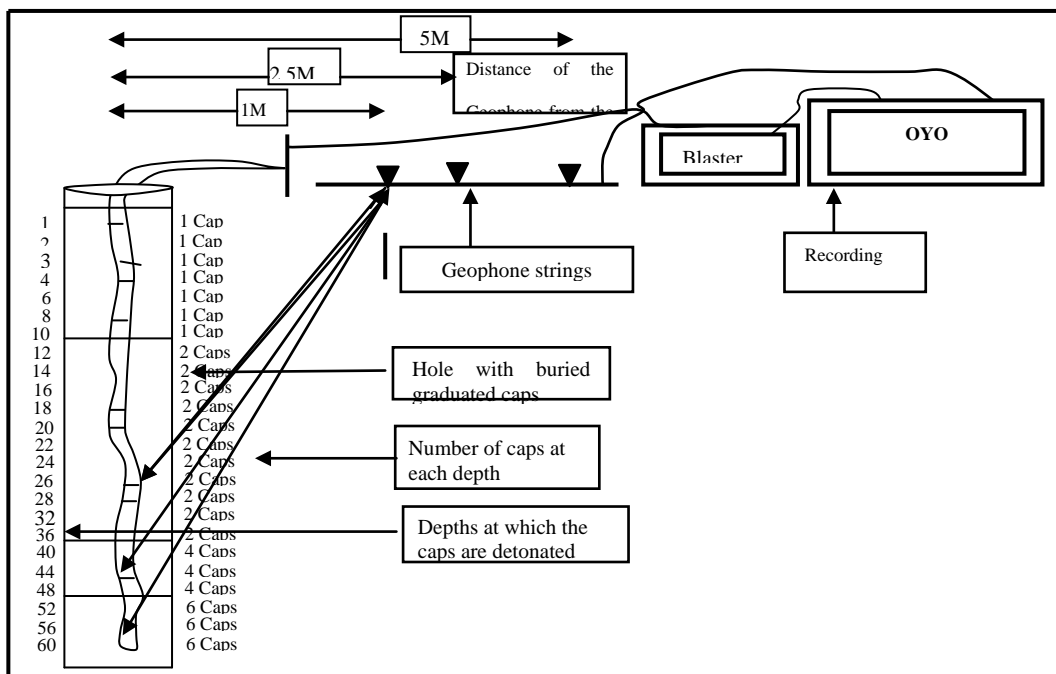 5M
2.5M
1M
Distance of the
Geophone from the
Blaster
OYO
Geophone strings
Recording
1 1 Cap
2 1 Cap
3 1 Cap
4 1 Cap
6 1 Cap
8 1 Cap
10 1 Cap
12 2 Caps
14 2 Caps
16 2 Caps
18 2 Caps
20 2 Caps
22 2 Caps
24 2 Caps
26 2 Caps
28 2 Caps
32 2 Caps
36 2 Caps
40 4 Caps
44 4 Caps
48 4 Caps
52 6 Caps
56 6 Caps
60 6 Caps
Hole with buried
graduated caps
Number of caps at
each depth
Depths at which the
caps are detonated